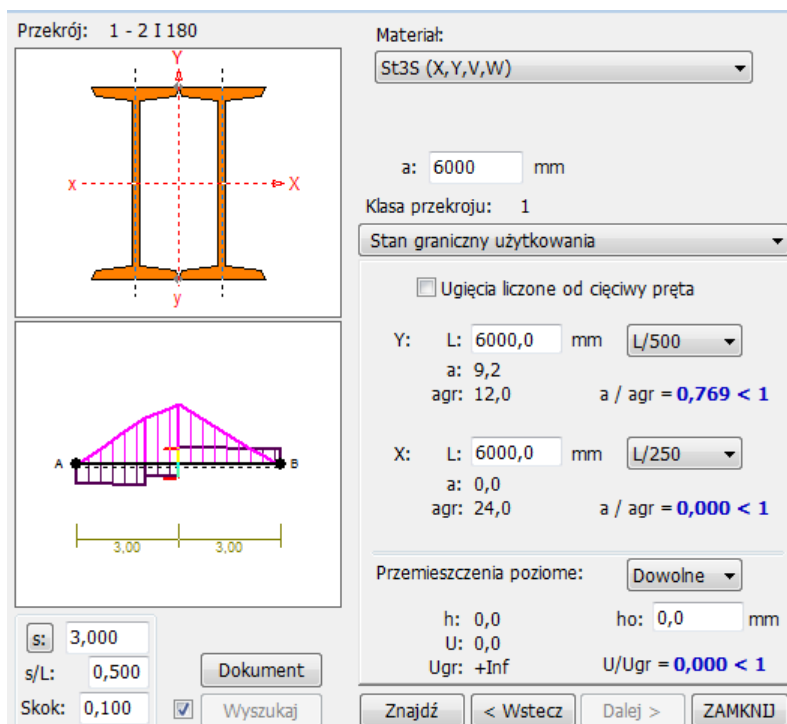 Przekrój: 1 - 2 I 180
Y
x X
y
A B
3,00 3,00
s: 3,000
s/L: 0,500
Skok: 0,100
Dokument
Wyszukaj
Materiał:
St3S (X,Y,V,W)
a: 6000 mm
Klasa przekroju: 1
Stan graniczny użytkowania
Ugięcia liczone od cięciwy pręta
Y: L: 6000,0 mm L/500
a: 9,2
agr: 12,0 a / agr = 0,769 < 1
X: L: 6000,0 mm L/250
a: 0,0
agr: 24,0 a / agr = 0,000 < 1
Przemieszczenia poziome: Dowolne
h: 0,0 ho: 0,0 mm
U: 0,0
Ugr: +Inf U/Ugr = 0,000 < 1
Znajdź < Wstecz Dalej > ZAMKNIJ